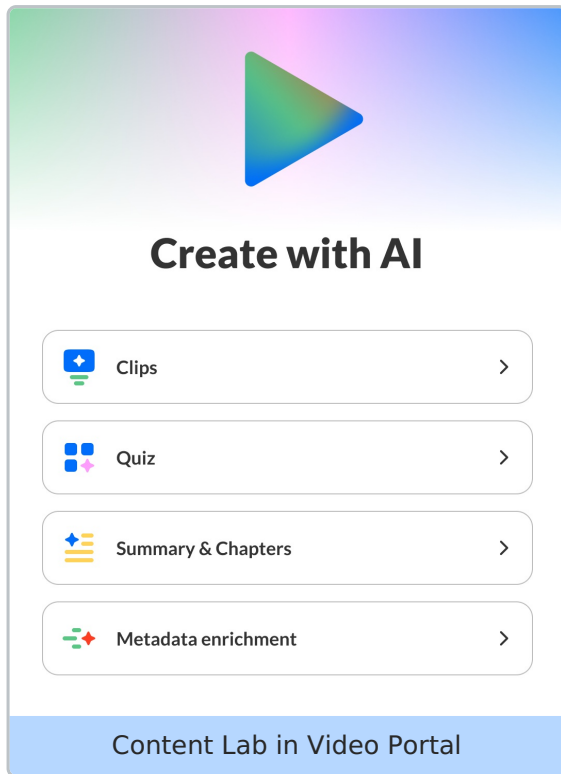 Create with AI
Clips
Quiz
Summary & Chapters
Metadata enrichment
Content Lab in Video Portal